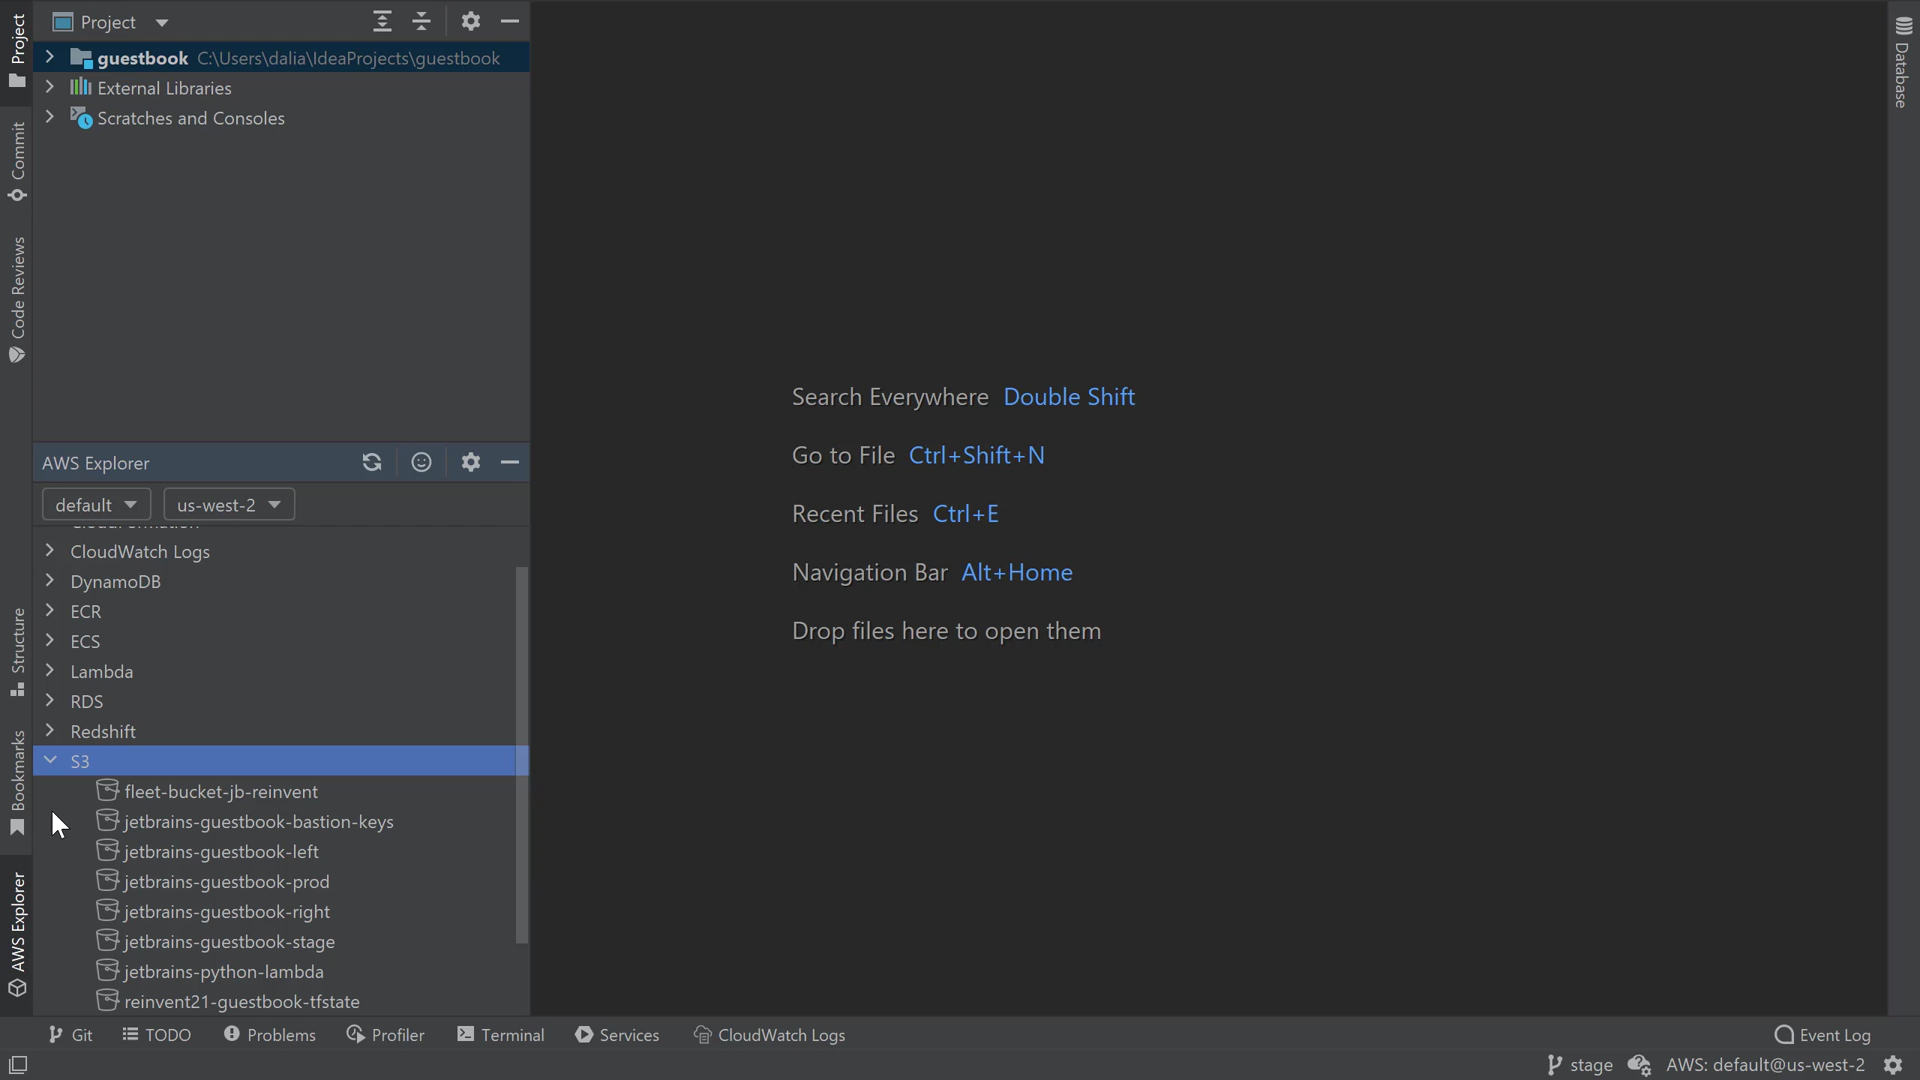 Project
guestbook C:\Users\dalia\IdeaProjects\guestbook
External Libraries
Scratches and Consoles
Project
Commit
Code Reviews
Structure
Bookmarks
AWS Explorer
AWS Explorer
default us-west-2
CloudWatch Logs
DynamoDB
ECR
ECS
Lambda
RDS
Redshift
S3
fleet-bucket-jb-reinvent
jetbrains-guestbook-bastion-keys
jetbrains-guestbook-left
jetbrains-guestbook-prod
jetbrains-guestbook-right
jetbrains-guestbook-stage
jetbrains-python-lambda
reinvent21-guestbook-tfstate
Search Everywhere Double Shift
Go to File Ctrl+Shift+N
Recent Files Ctrl+E
Navigation Bar Alt+Home
Drop files here to open them
Database
Git TODO Problems Profiler Terminal Services CloudWatch Logs Event Log
stage AWS: default@us-west-2